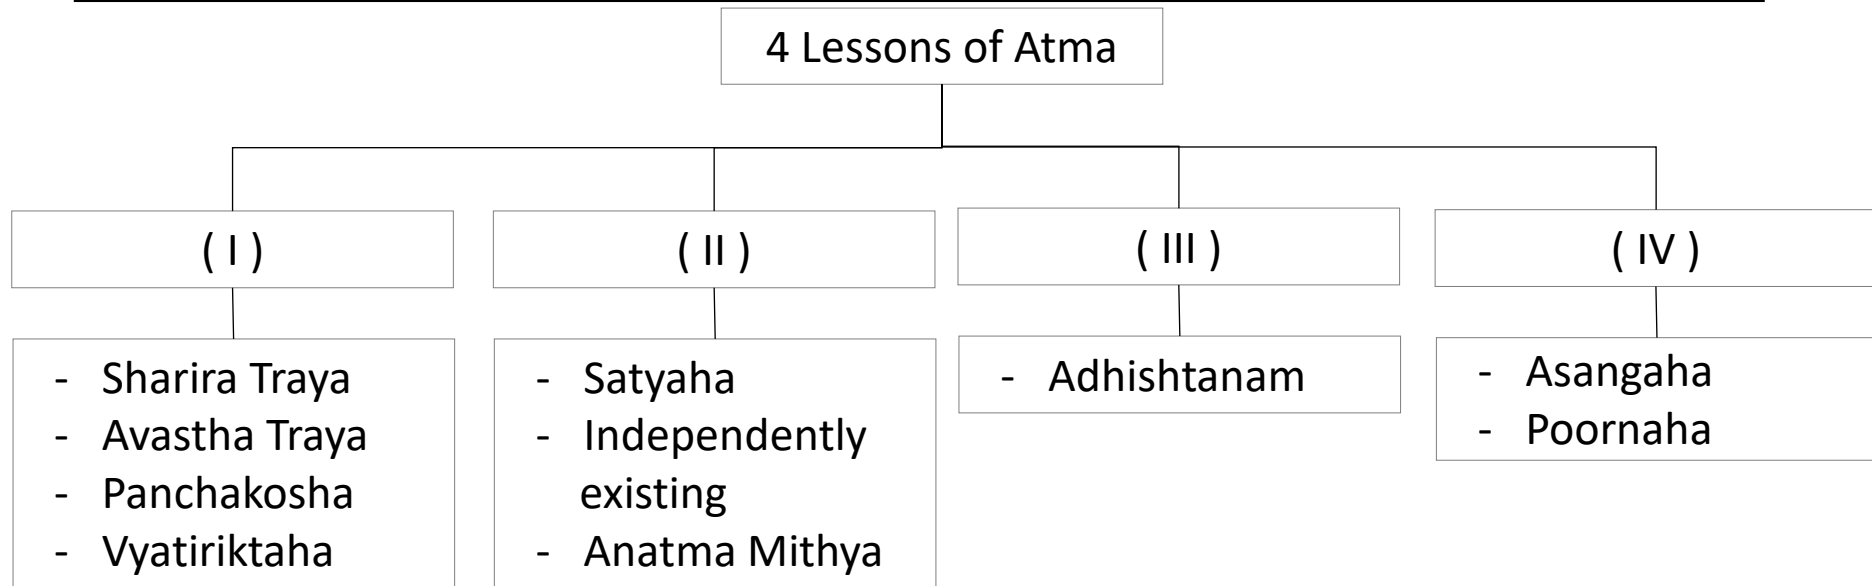 4 Lessons of Atma
( I )
( II )
( III )
( IV )
- Sharira Traya
- Avastha Traya
- Panchakosha
- Vyatiriktaha
- Satyaha
- Independently
existing
- Anatma Mithya
- Adhishtanam
- Asangaha
- Poornaha